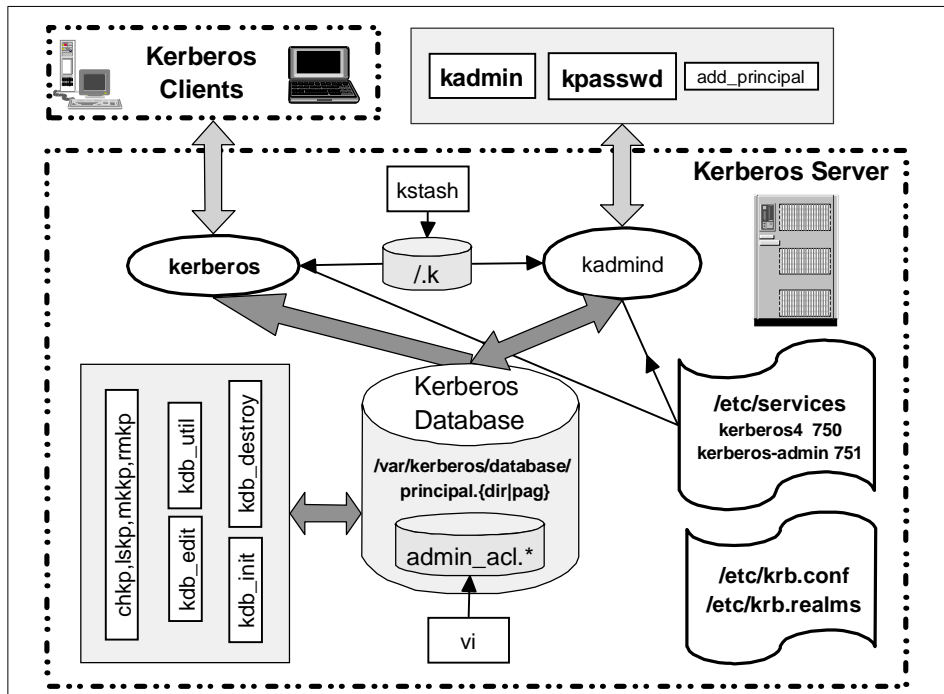 Kerberos
Clients
kadmin
kpasswd
add_principal
Kerberos Server
kstash
/.k
kerberos
kadmind
Kerberos
Database
/var/kerberos/database/
principal.{dir|pag}
admin_acl.*
vi
chkp,lskp,mkkp,rmkp
kdb_util
kdb_edit
kdb_destroy
kdb_init
/etc/services
kerberos4 750
kerberos-admin 751
/etc/krb.conf
/etc/krb.realms